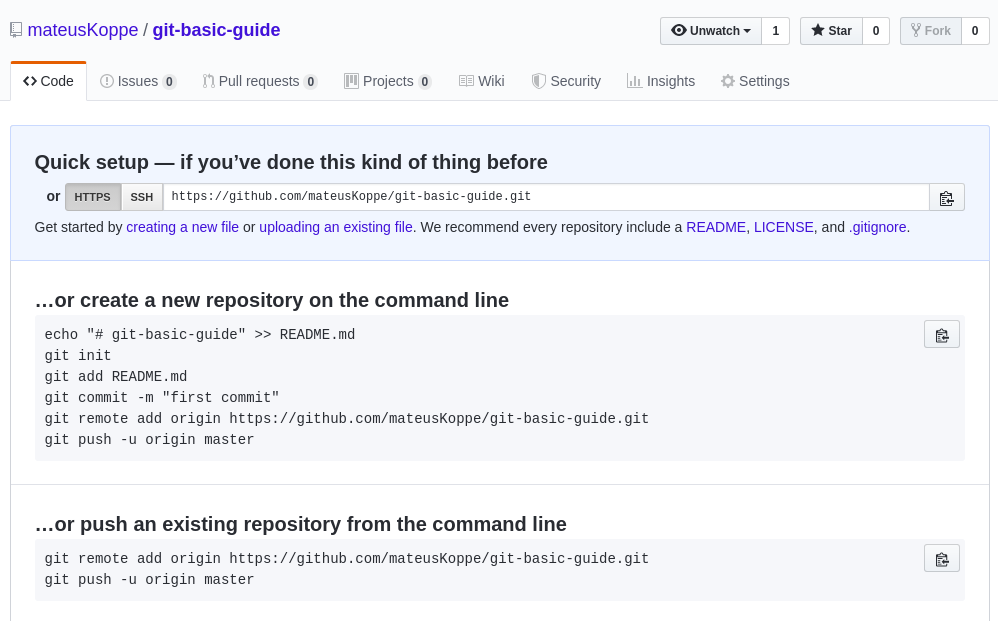 mateusKoppe / git-basic-guide
Unwatch 1 Star 0 Fork 0
Code Issues 0 Pull requests 0 Projects 0 Wiki Security Insights Settings
Quick setup — if you’ve done this kind of thing before
or HTTPS SSH https://github.com/mateusKoppe/git-basic-guide.git
Get started by creating a new file or uploading an existing file. We recommend every repository include a README, LICENSE, and .gitignore.
…or create a new repository on the command line
echo "# git-basic-guide" >> README.md
git init
git add README.md
git commit -m "first commit"
git remote add origin https://github.com/mateusKoppe/git-basic-guide.git
git push -u origin master
…or push an existing repository from the command line
git remote add origin https://github.com/mateusKoppe/git-basic-guide.git
git push -u origin master